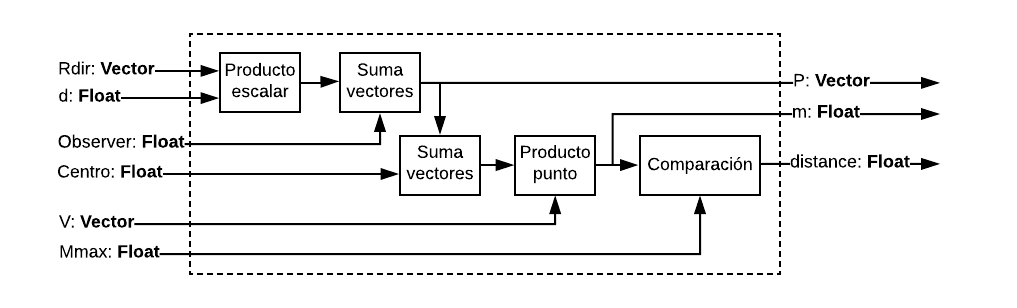 Rdir: Vector
d: Float
Observer: Float
Centro: Float
V: Vector
Mmax: Float
Producto
escalar
Suma
vectores
Suma
vectores
Producto
punto
Comparación
P: Vector
m: Float
distance: Float